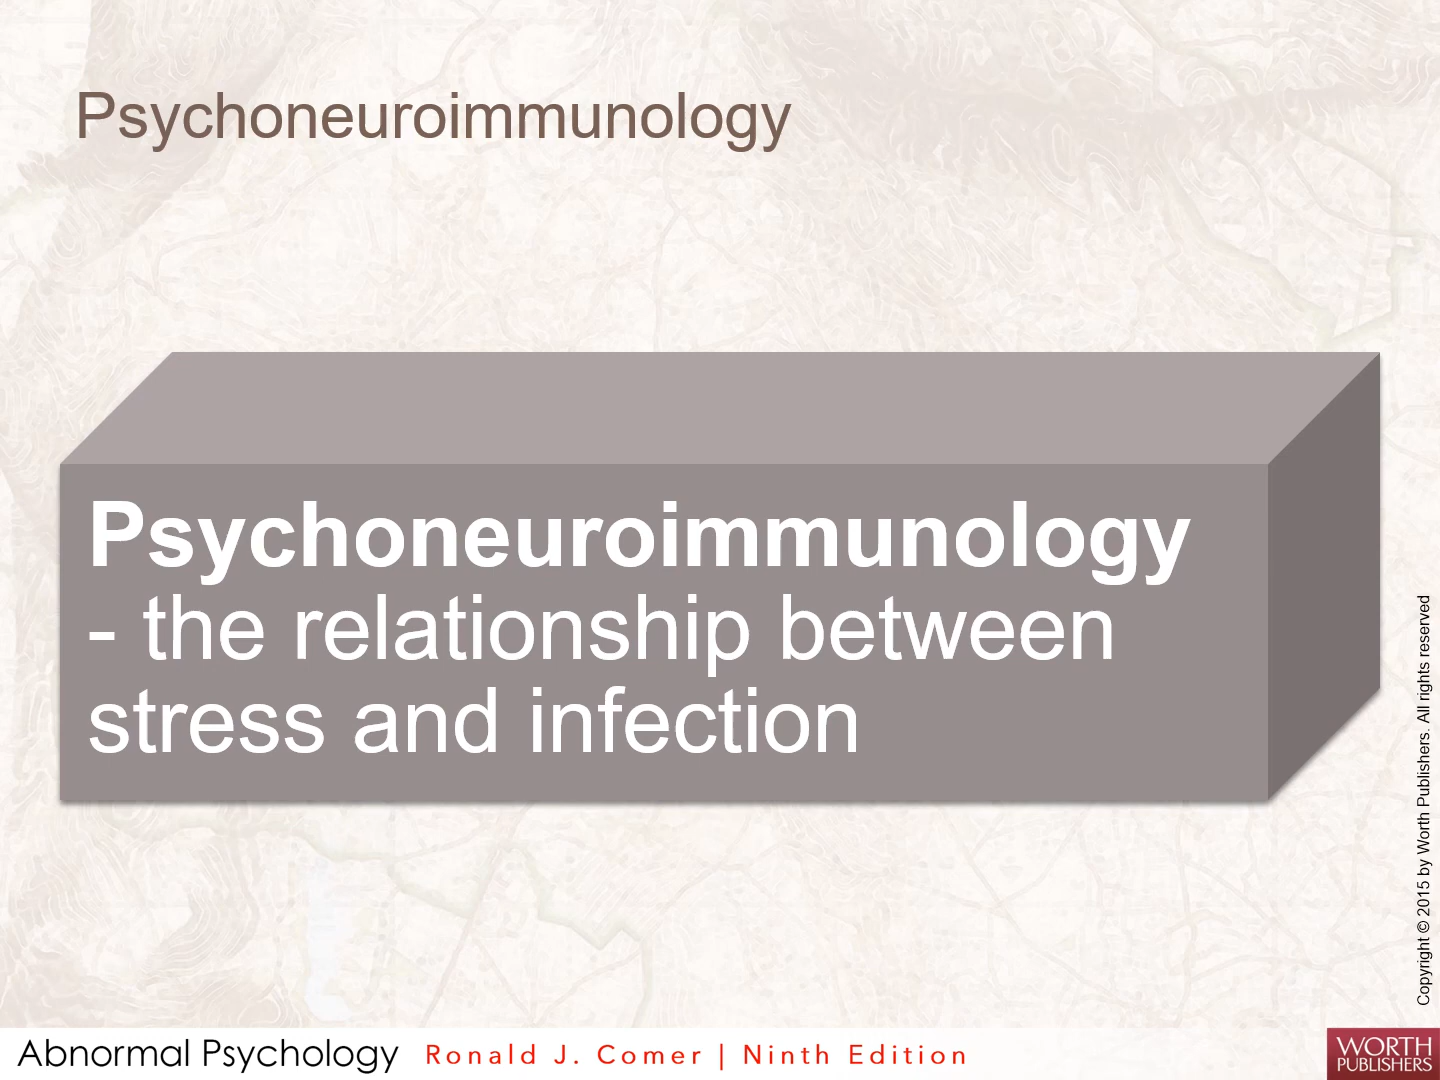 Psychoneuroimmunology
Psychoneuroimmunology
- the relationship between
stress and infection
Copyright © 2015 by Worth Publishers. All rights reserved
Abnormal Psychology Ronald J. Comer | Ninth Edition
WORTH
PUBLISHERS